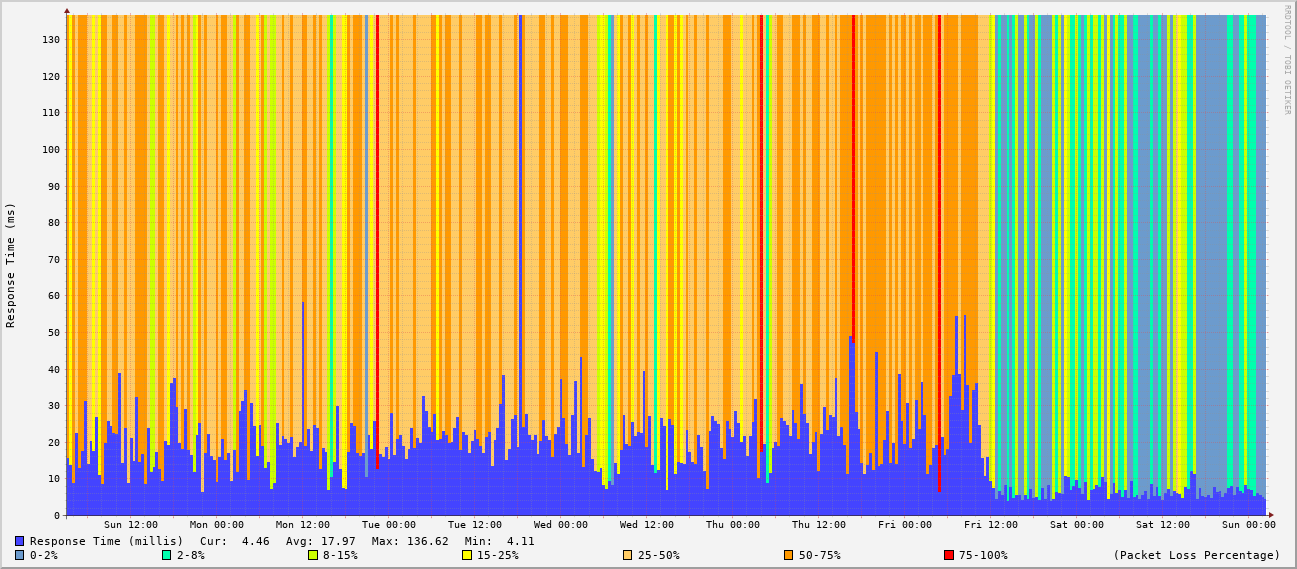 RRDTOOL / TOBI OETIKER
Response Time (ms)
130
120
110
100
90
80
70
60
50
40
30
20
10
0
Sun 12:00 Mon 00:00 Mon 12:00 Tue 00:00 Tue 12:00 Wed 00:00 Wed 12:00 Thu 00:00 Thu 12:00 Fri 00:00 Fri 12:00 Sat 00:00 Sat 12:00 Sun 00:00
Response Time (millis) Cur: 4.46 Avg: 17.97 Max: 136.62 Min: 4.11
0-2% 2-8% 8-15% 15-25% 25-50% 50-75% 75-100% (Packet Loss Percentage)